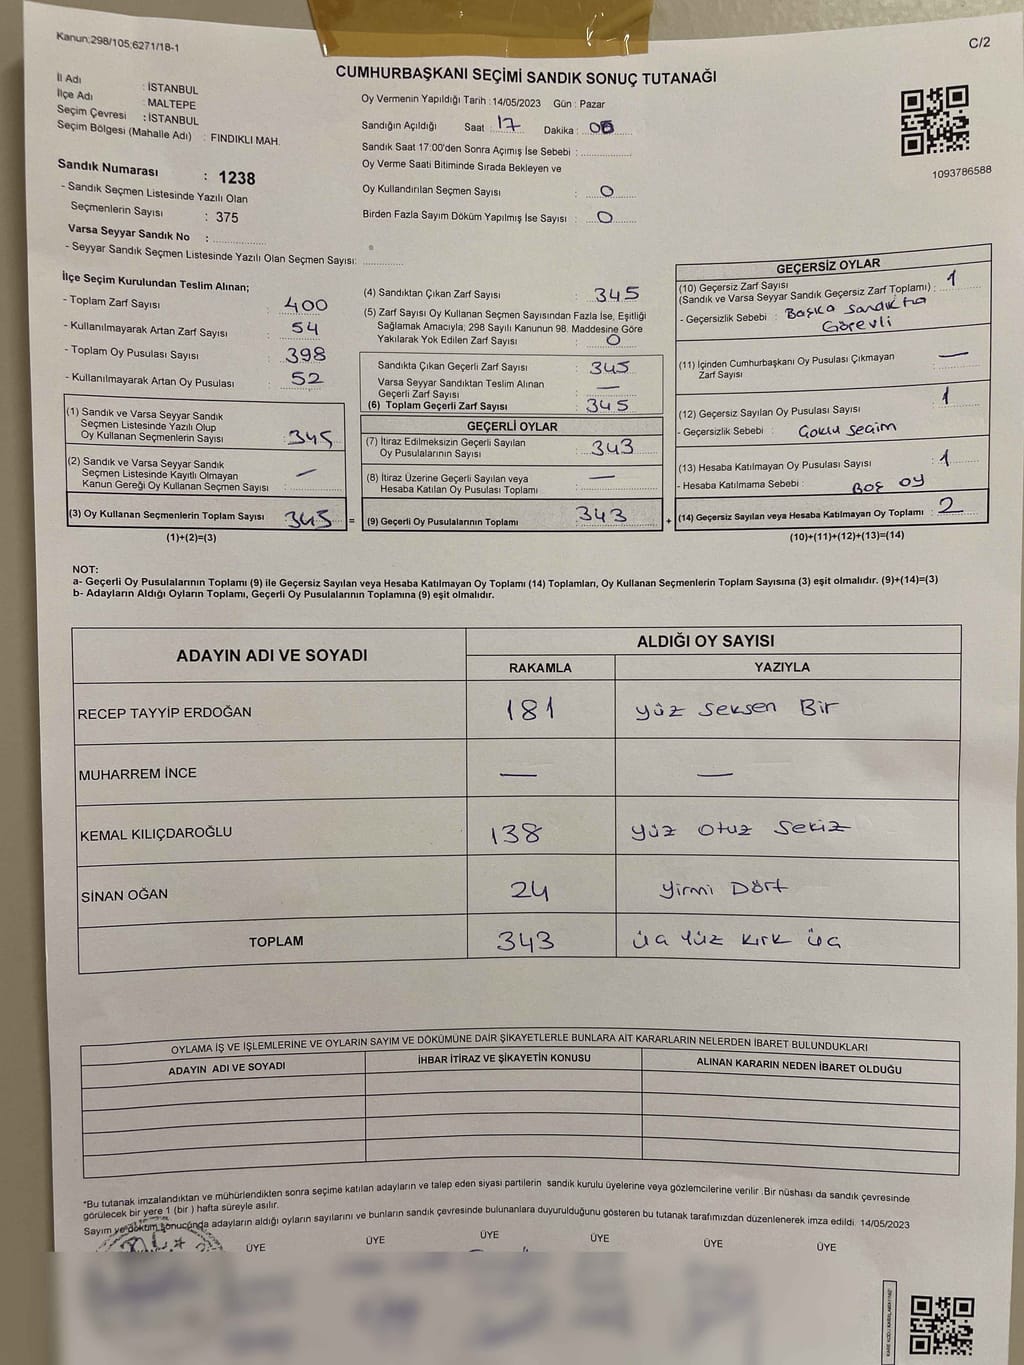 Kanun;298/105;6271/18-1
C/2
CUMHURBAŞKANI SEÇİMİ SANDIK SONUÇ TUTANAĞI
İl Adı : İSTANBUL
İlçe Adı : MALTEPE
Seçim Çevresi : İSTANBUL
Seçim Bölgesi (Mahalle Adı) : FINDIKLI MAH.
Oy Vermenin Yapıldığı Tarih : 14/05/2023 Gün : Pazar
Sandığın Açıldığı Saat 17 Dakika : 00
Sandık Saat 17:00'den Sonra Açımış İse Sebebi :
Oy Verme Saati Bitiminde Sırada Bekleyen ve
Oy Kullandırılan Seçmen Sayısı : 0
Birden Fazla Sayım Döküm Yapılmış İse Sayısı : 0
1093786588
Sandık Numarası : 1238
- Sandık Seçmen Listesinde Yazılı Olan
Seçmenlerin Sayısı : 375
Varsa Seyyar Sandık No :
- Seyyar Sandık Seçmen Listesinde Yazılı Olan Seçmen Sayısı:
İlçe Seçim Kurulundan Teslim Alınan;
- Toplam Zarf Sayısı : 400
- Kullanılmayarak Artan Zarf Sayısı : 54
- Toplam Oy Pusulası Sayısı : 398
- Kullanılmayarak Artan Oy Pusulası : 52
(1) Sandık ve Varsa Seyyar Sandık
Seçmen Listesinde Yazılı Olup
Oy Kullanan Seçmenlerin Sayısı : 345
(2) Sandık ve Varsa Seyyar Sandık
Seçmen Listesinde Kayıtlı Olmayan
Kanun Gereği Oy Kullanan Seçmen Sayısı : —
(3) Oy Kullanan Seçmenlerin Toplam Sayısı : 345
(1)+(2)=(3)
(4) Sandıktan Çıkan Zarf Sayısı : 345
(5) Zarf Sayısı Oy Kullanan Seçmen Sayısından Fazla İse, Eşitliği
Sağlamak Amacıyla; 298 Sayılı Kanunun 98. Maddesine Göre
Yakılarak Yok Edilen Zarf Sayısı : 0
Sandıkta Çıkan Geçerli Zarf Sayısı : 345
Varsa Seyyar Sandıktan Teslim Alınan
Geçerli Zarf Sayısı : —
(6) Toplam Geçerli Zarf Sayısı : 345
GEÇERLİ OYLAR
(7) İtiraz Edilmeksizin Geçerli Sayılan
Oy Pusulalarının Sayısı : 343
(8) İtiraz Üzerine Geçerli Sayılan veya
Hesaba Katılan Oy Pusulası Toplamı : —
= (9) Geçerli Oy Pusulalarının Toplamı : 343 +
GEÇERSİZ OYLAR
(10) Geçersiz Zarf Sayısı
(Sandık ve Varsa Seyyar Sandık Geçersiz Zarf Toplamı) : 1
- Geçersizlik Sebebi : Başka sandıkta
Görevli
(11) İçinden Cumhurbaşkanı Oy Pusulası Çıkmayan
Zarf Sayısı : —
(12) Geçersiz Sayılan Oy Pusulası Sayısı : 1
- Geçersizlik Sebebi : Çoklu seçim
(13) Hesaba Katılmayan Oy Pusulası Sayısı : 1
- Hesaba Katılmama Sebebi : Boş oy
(14) Geçersiz Sayılan veya Hesaba Katılmayan Oy Toplamı : 2
(10)+(11)+(12)+(13)=(14)
NOT:
a- Geçerli Oy Pusulalarının Toplamı (9) ile Geçersiz Sayılan veya Hesaba Katılmayan Oy Toplamı (14) Toplamları, Oy Kullanan Seçmenlerin Toplam Sayısına (3) eşit olmalıdır. (9)+(14)=(3)
b- Adayların Aldığı Oyların Toplamı, Geçerli Oy Pusulalarının Toplamına (9) eşit olmalıdır.
ADAYIN ADI VE SOYADI
ALDIĞI OY SAYISI
RAKAMLA YAZIYLA
RECEP TAYYİP ERDOĞAN 181 yüz seksen Bir
MUHARREM İNCE — —
KEMAL KILIÇDAROĞLU 138 yüz otuz sekiz
SİNAN OĞAN 24 yirmi Dört
TOPLAM 343 üç yüz kırk üç
OYLAMA İŞ VE İŞLEMLERİNE VE OYLARIN SAYIM VE DÖKÜMÜNE DAİR ŞİKAYETLERLE BUNLARA AİT KARARLARIN NELERDEN İBARET BULUNDUKLARI
ADAYIN ADI VE SOYADI İHBAR İTİRAZ VE ŞİKAYETİN KONUSU ALINAN KARARIN NEDEN İBARET OLDUĞU
*Bu tutanak imzalandıktan ve mühürlendikten sonra seçime katılan adayların ve talep eden siyasi partilerin sandık kurulu üyelerine veya gözlemcilerine verilir .Bir nüshası da sandık çevresinde
görülecek bir yere 1 (bir ) hafta süreyle asılır.
Sayım ve döküm sonucunda adayların aldığı oyların sayılarını ve bunların sandık çevresinde bulunanlara duyurulduğunu gösteren bu tutanak tarafımızdan düzenlenerek imza edildi. 14/05/2023
ÜYE ÜYE ÜYE ÜYE ÜYE ÜYE